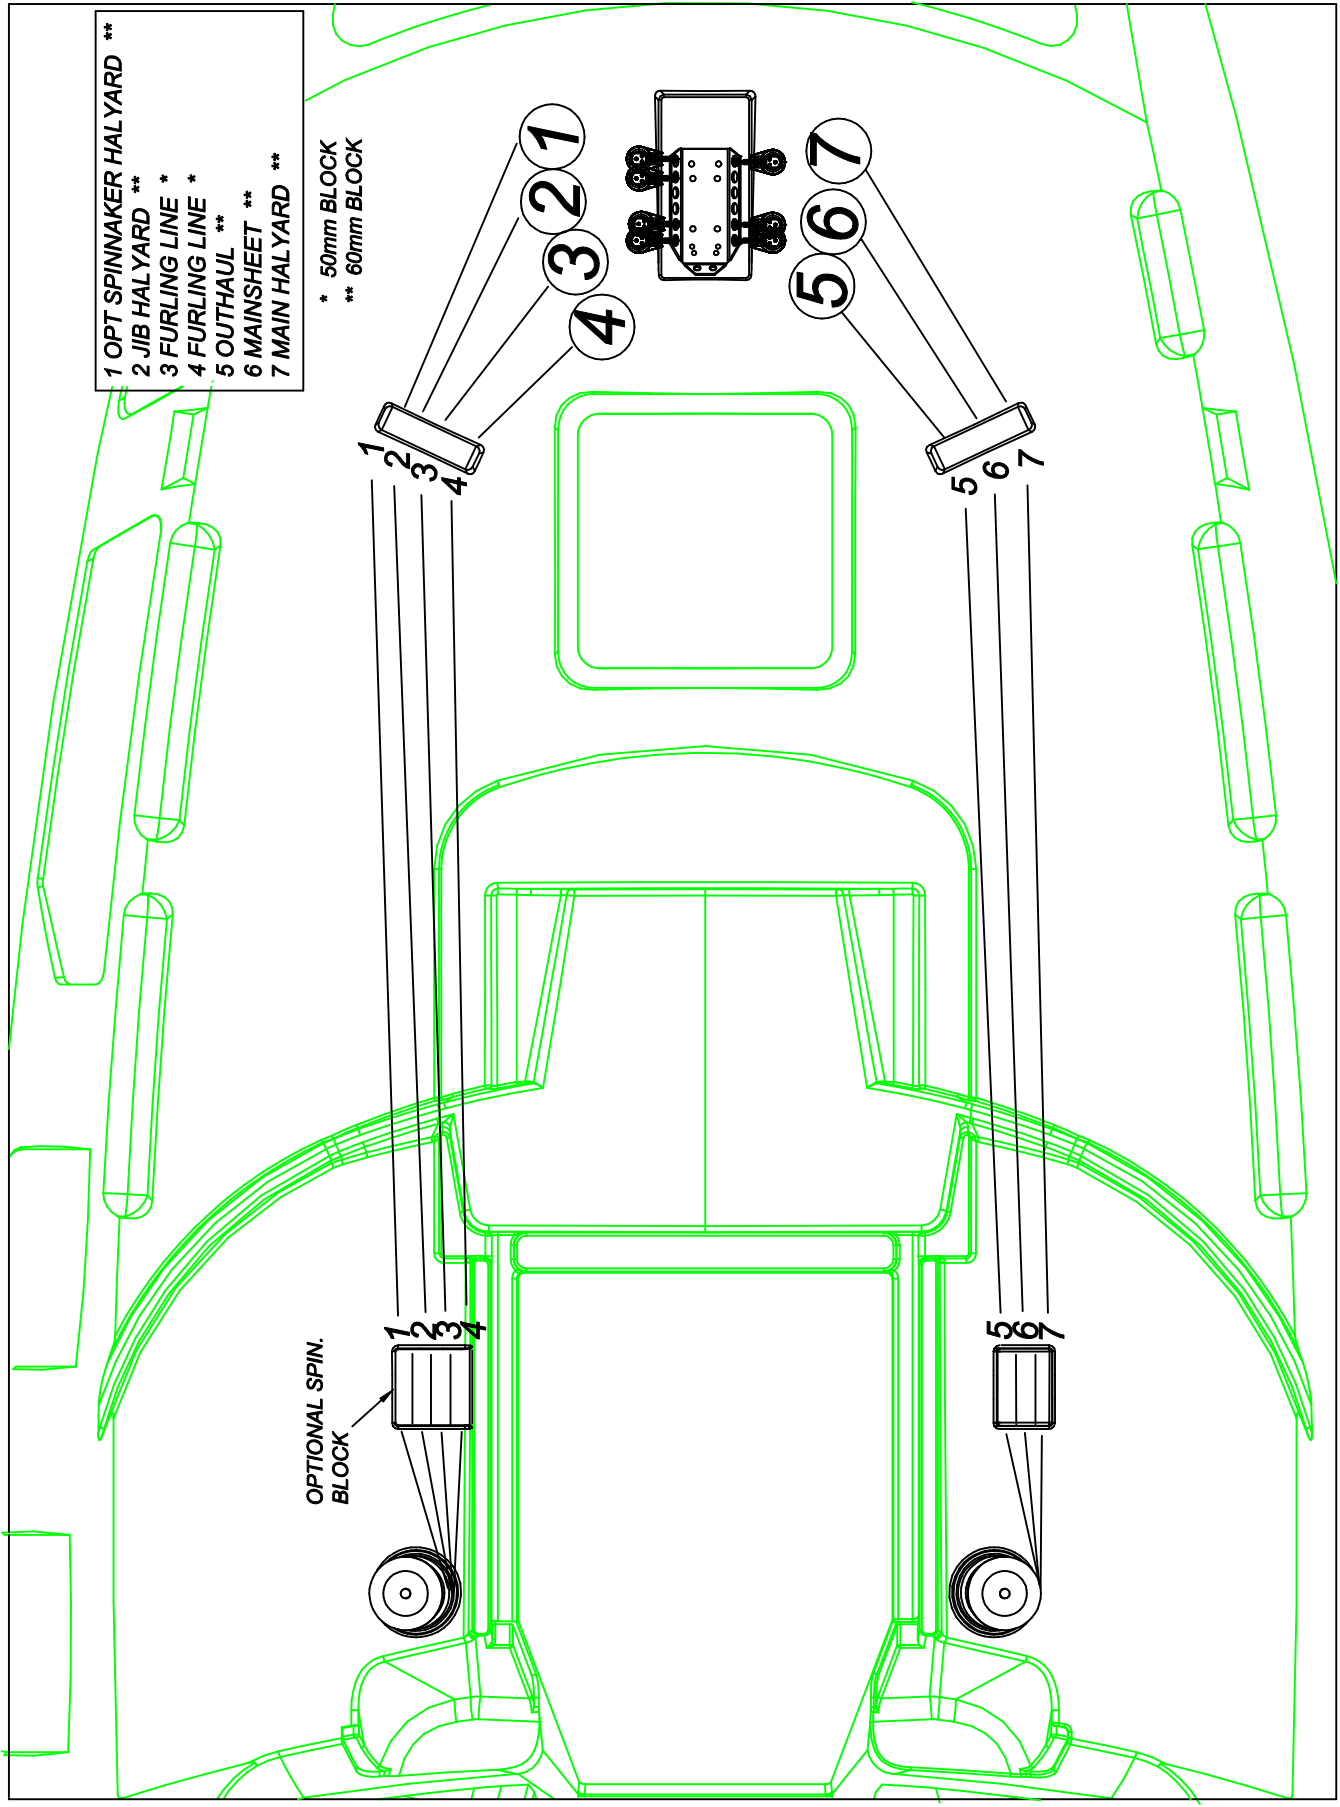 1 OPT SPINNAKER HALYARD **
2 JIB HALYARD **
3 FURLING LINE *
4 FURLING LINE *
5 OUTHAUL **
6 MAINSHEET **
7 MAIN HALYARD **
* 50mm BLOCK
** 60mm BLOCK
1
2
3
4
5
6
7
1
2
3
4
5
6
7
OPTIONAL SPIN.
BLOCK
1
2
3
4
5
6
7